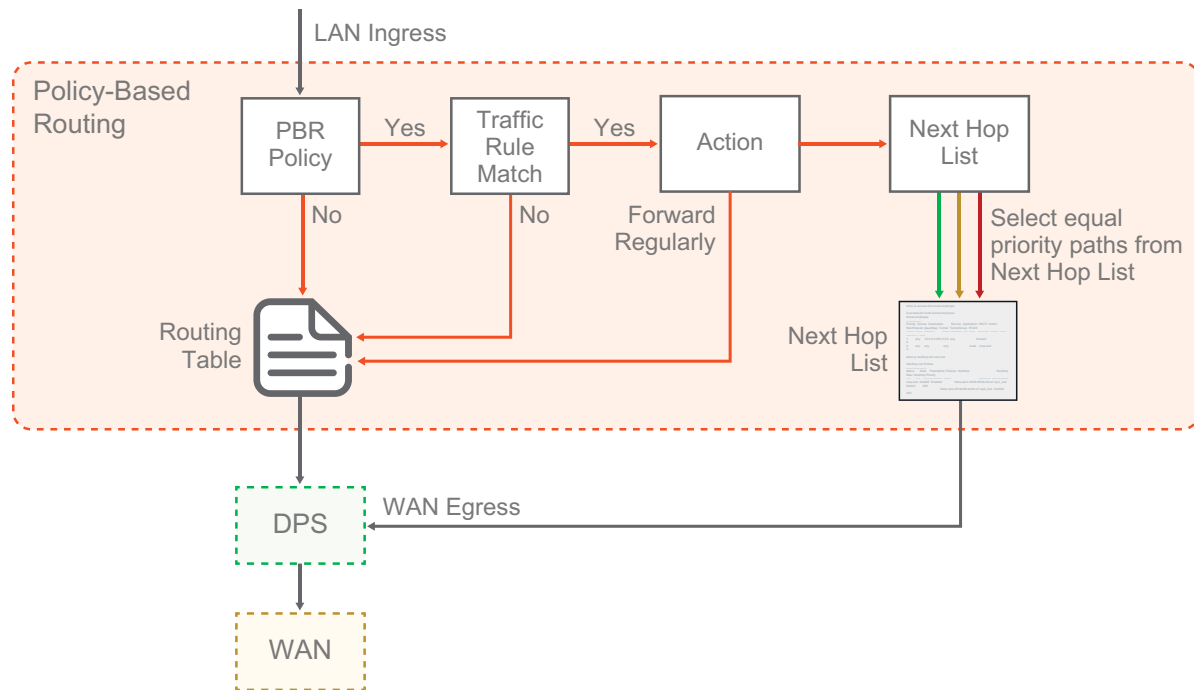 LAN Ingress
Policy-Based
Routing
PBR
Policy
Yes
Traffic
Rule
Match
Yes
Action
Next Hop
List
No
No
Forward
Regularly
Select equal
priority paths from
Next Hop List
Routing
Table
Next Hop
List
DPS
WAN Egress
WAN